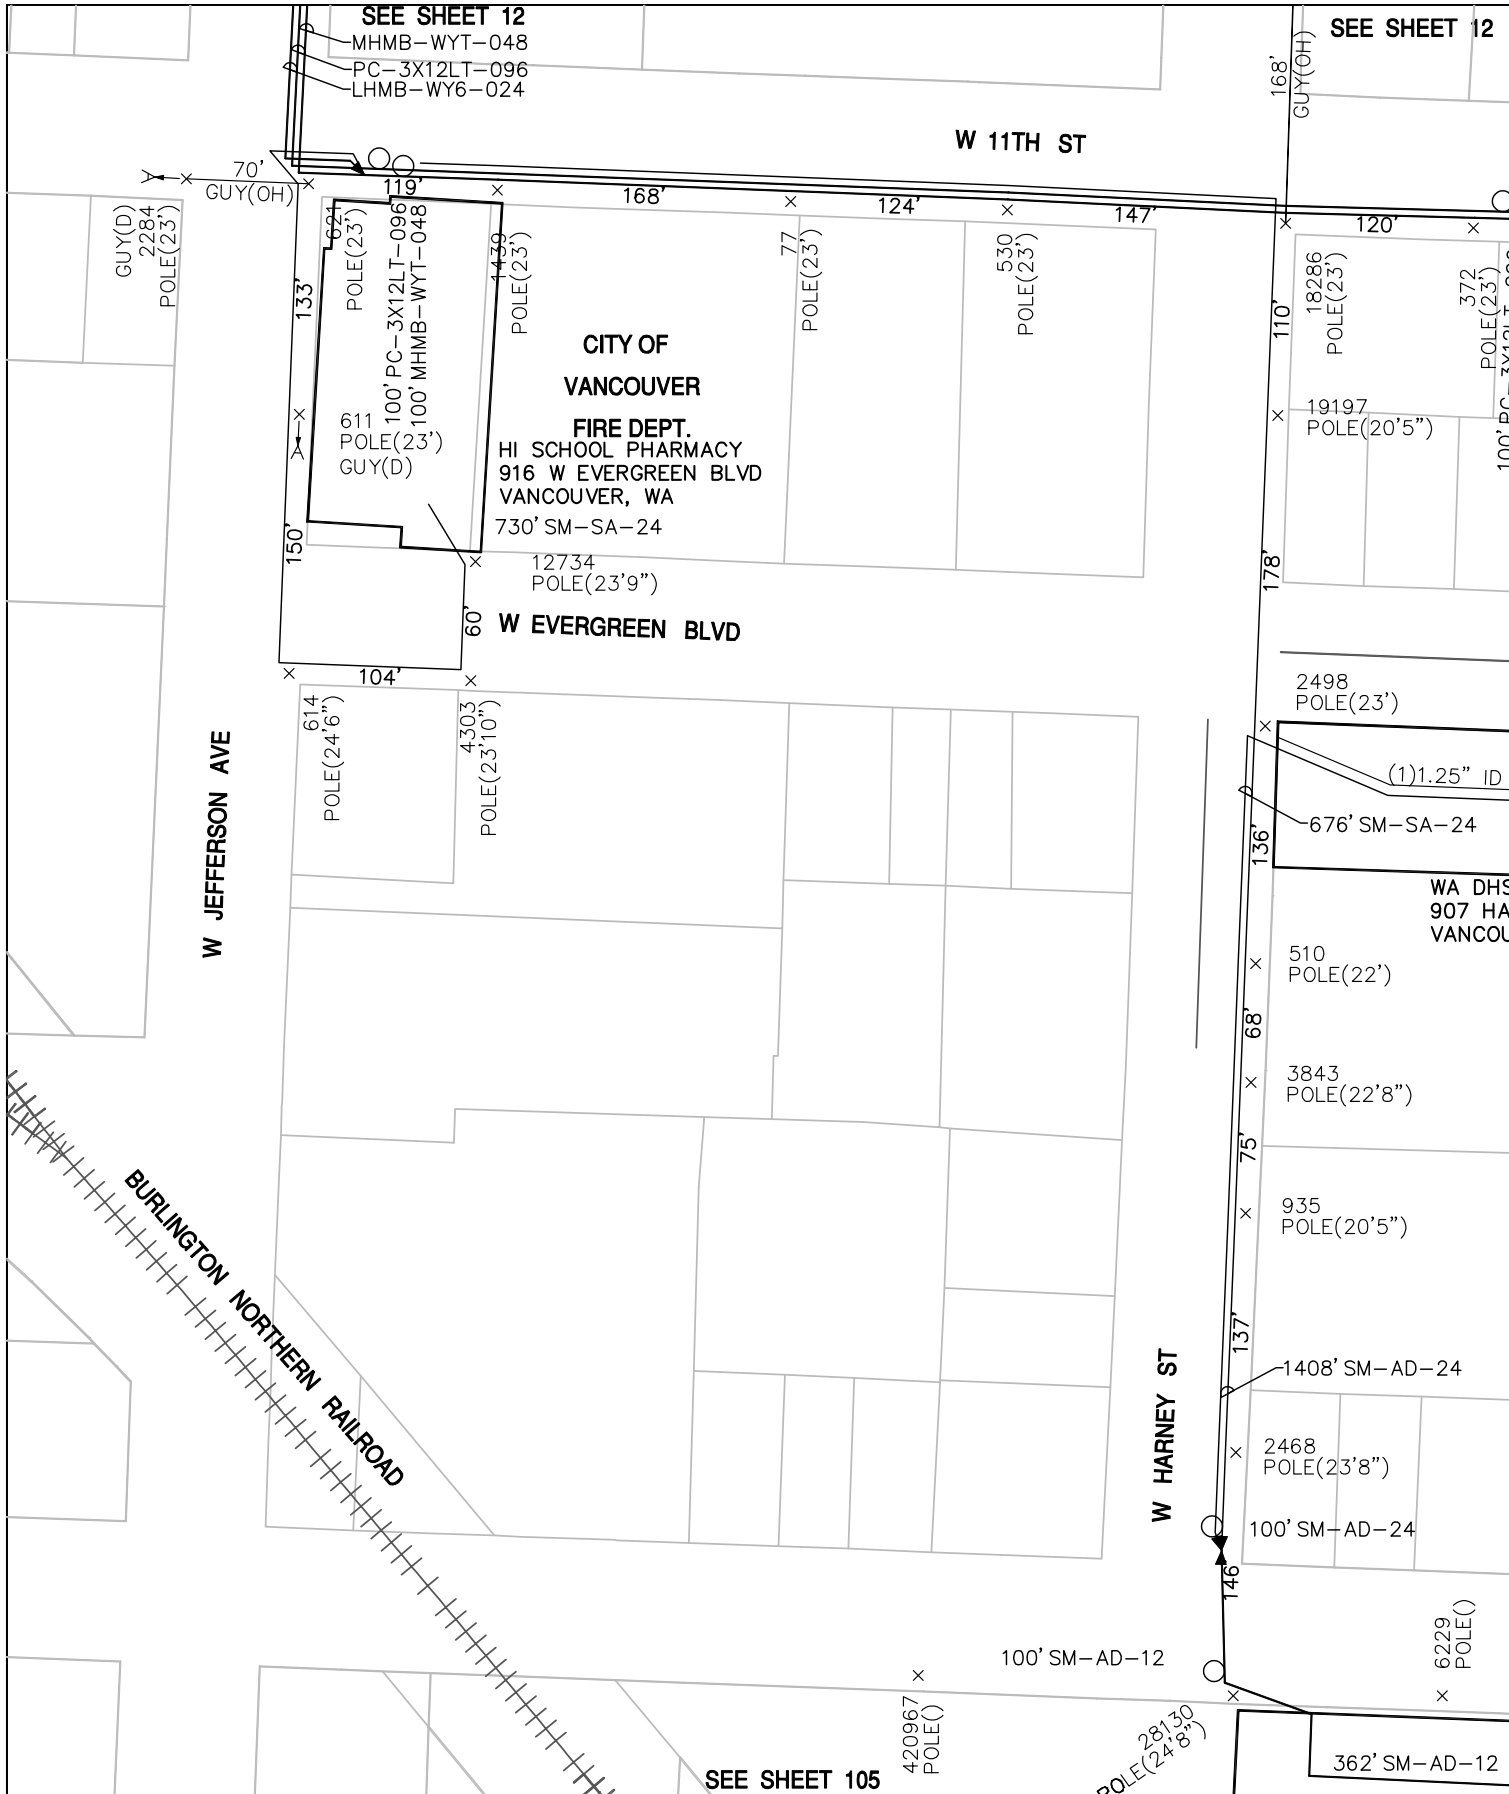 SEE SHEET 12
MHMB-WYT-048
PC-3X12LT-096
LHMB-WY6-024
168'
GUY(OH)
SEE SHEET 12
W 11TH ST
70'
GUY(OH)
119'
168'
124'
147'
120'
GUY(D)
2284
POLE(23')
621
POLE(23')
100' PC-3X12LT-096
100' MHMB-WYT-048
1439
POLE(23')
77
POLE(23')
530
POLE(23')
18286
POLE(23')
372
POLE(23')
133'
110'
CITY OF
VANCOUVER
FIRE DEPT.
HI SCHOOL PHARMACY
916 W EVERGREEN BLVD
VANCOUVER, WA
730' SM-SA-24
611
POLE(23')
GUY(D)
19197
POLE(20'5")
100' PC-3X12LT-
150'
12734
POLE(23'9")
178'
60'
W EVERGREEN BLVD
104'
614
POLE(24'6")
4303
POLE(23'10")
2498
POLE(23')
W JEFFERSON AVE
(1)1.25" ID
676' SM-SA-24
136'
WA DHS
907 HA
VANCOU
510
POLE(22')
68'
3843
POLE(22'8")
75'
935
POLE(20'5")
BURLINGTON NORTHERN RAILROAD
137'
1408' SM-AD-24
W HARNEY ST
2468
POLE(23'8")
100' SM-AD-24
146'
100' SM-AD-12
6229
POLE()
420967
POLE()
28130
POLE(24'8")
362' SM-AD-12
SEE SHEET 105